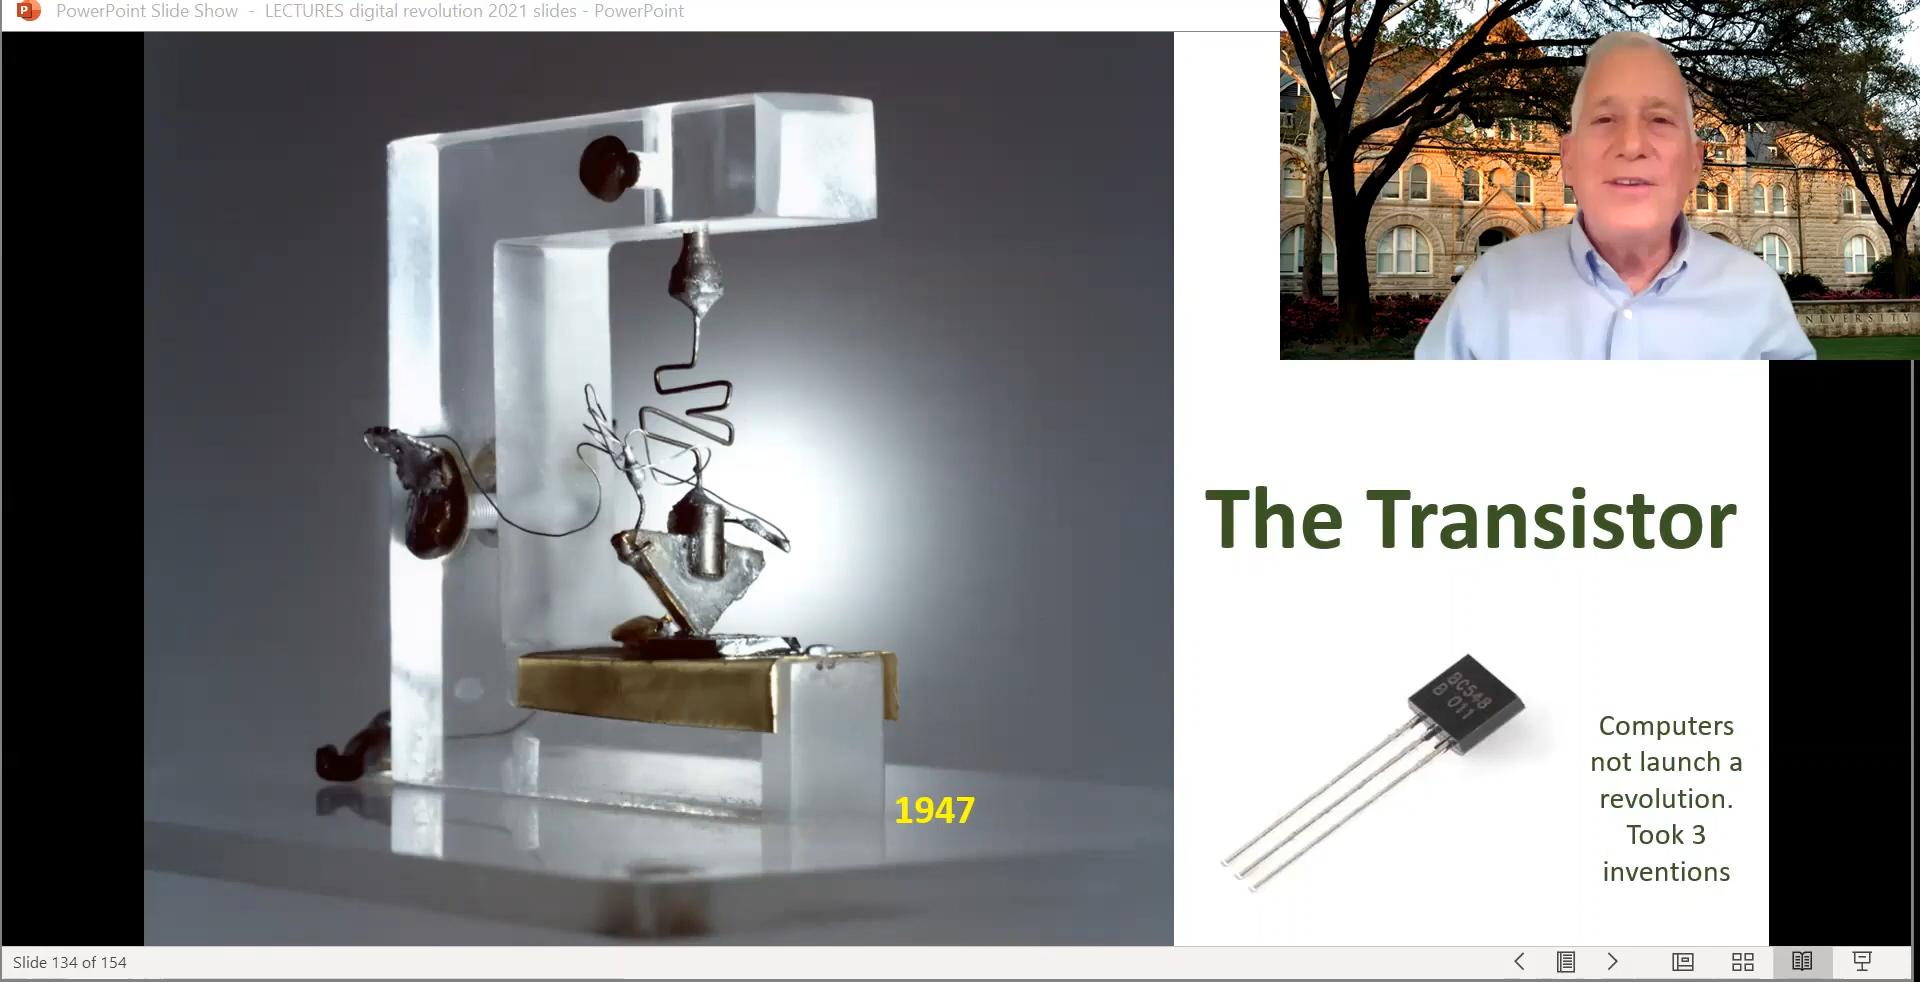 PowerPoint Slide Show - LECTURES digital revolution 2021 slides - PowerPoint
NIVERSITY
The Transistor
BC548
B 011
Computers
not launch a
revolution.
Took 3
inventions
1947
Slide 134 of 154